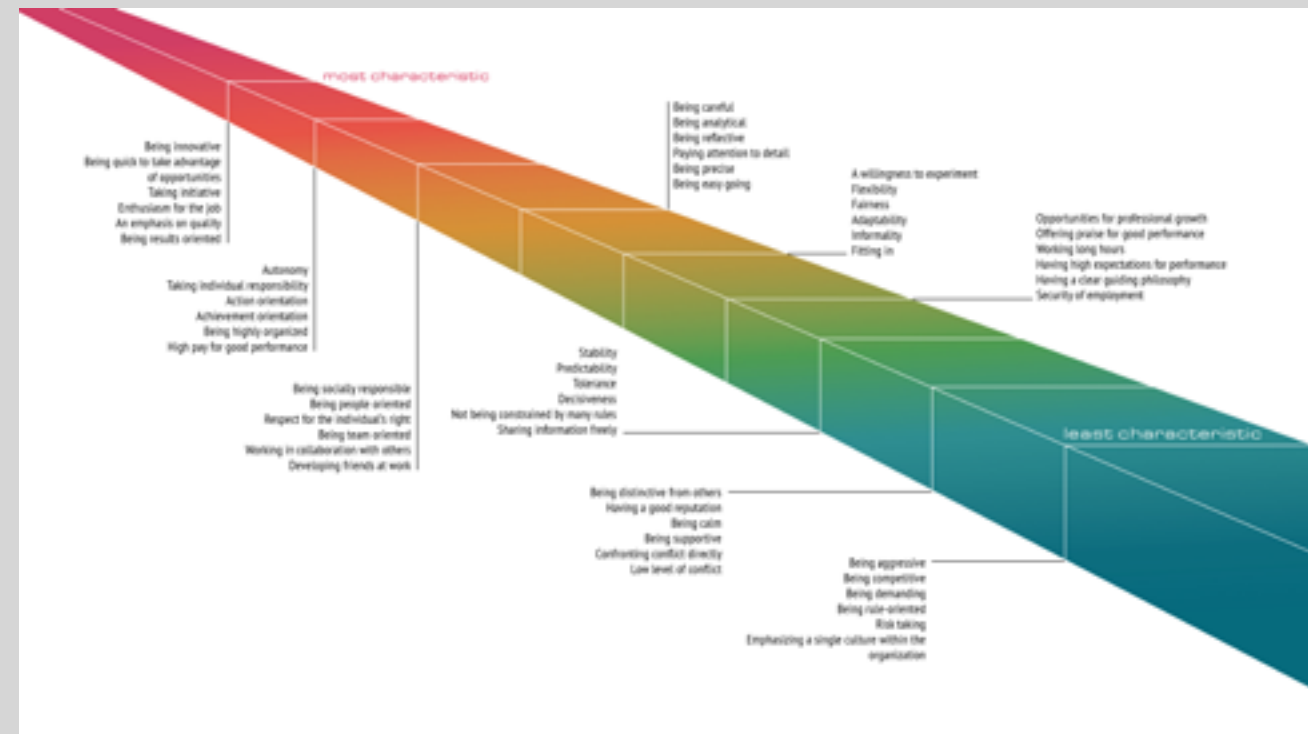 most characteristic
Being innovative
Being quick to take advantage
of opportunities
Taking initiative
Enthusiasm for the job
An emphasis on quality
Being results oriented
Autonomy
Taking individual responsibility
Action orientation
Achievement orientation
Being highly organized
High pay for good performance
Being socially responsible
Being people oriented
Respect for the individual's right
Being team oriented
Working in collaboration with others
Developing friends at work
Being careful
Being analytical
Being reflective
Paying attention to detail
Being precise
Being easy going
A willingness to experiment
Flexibility
Fairness
Adaptability
Informality
Fitting in
Opportunities for professional growth
Offering praise for good performance
Working long hours
Having high expectations for performance
Having a clear guiding philosophy
Security of employment
Stability
Predictability
Tolerance
Decisiveness
Not being constrained by many rules
Sharing information freely
Being distinctive from others
Having a good reputation
Being calm
Being supportive
Confronting conflict directly
Low level of conflict
least characteristic
Being aggressive
Being competitive
Being demanding
Being rule-oriented
Risk taking
Emphasizing a single culture within the
organization